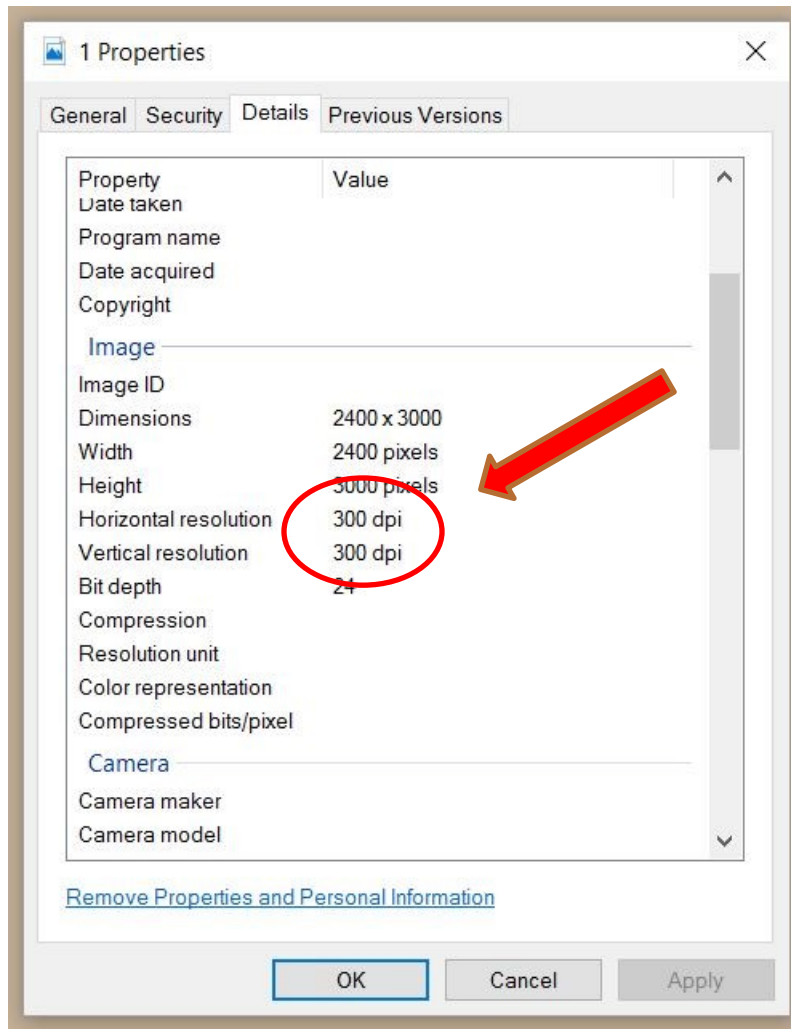 1 Properties
General Security Details Previous Versions
Property Value
Date taken
Program name
Date acquired
Copyright
Image
Image ID
Dimensions 2400 x 3000
Width 2400 pixels
Height 3000 pixels
Horizontal resolution 300 dpi
Vertical resolution 300 dpi
Bit depth 24
Compression
Resolution unit
Color representation
Compressed bits/pixel
Camera
Camera maker
Camera model
Remove Properties and Personal Information
OK Cancel Apply